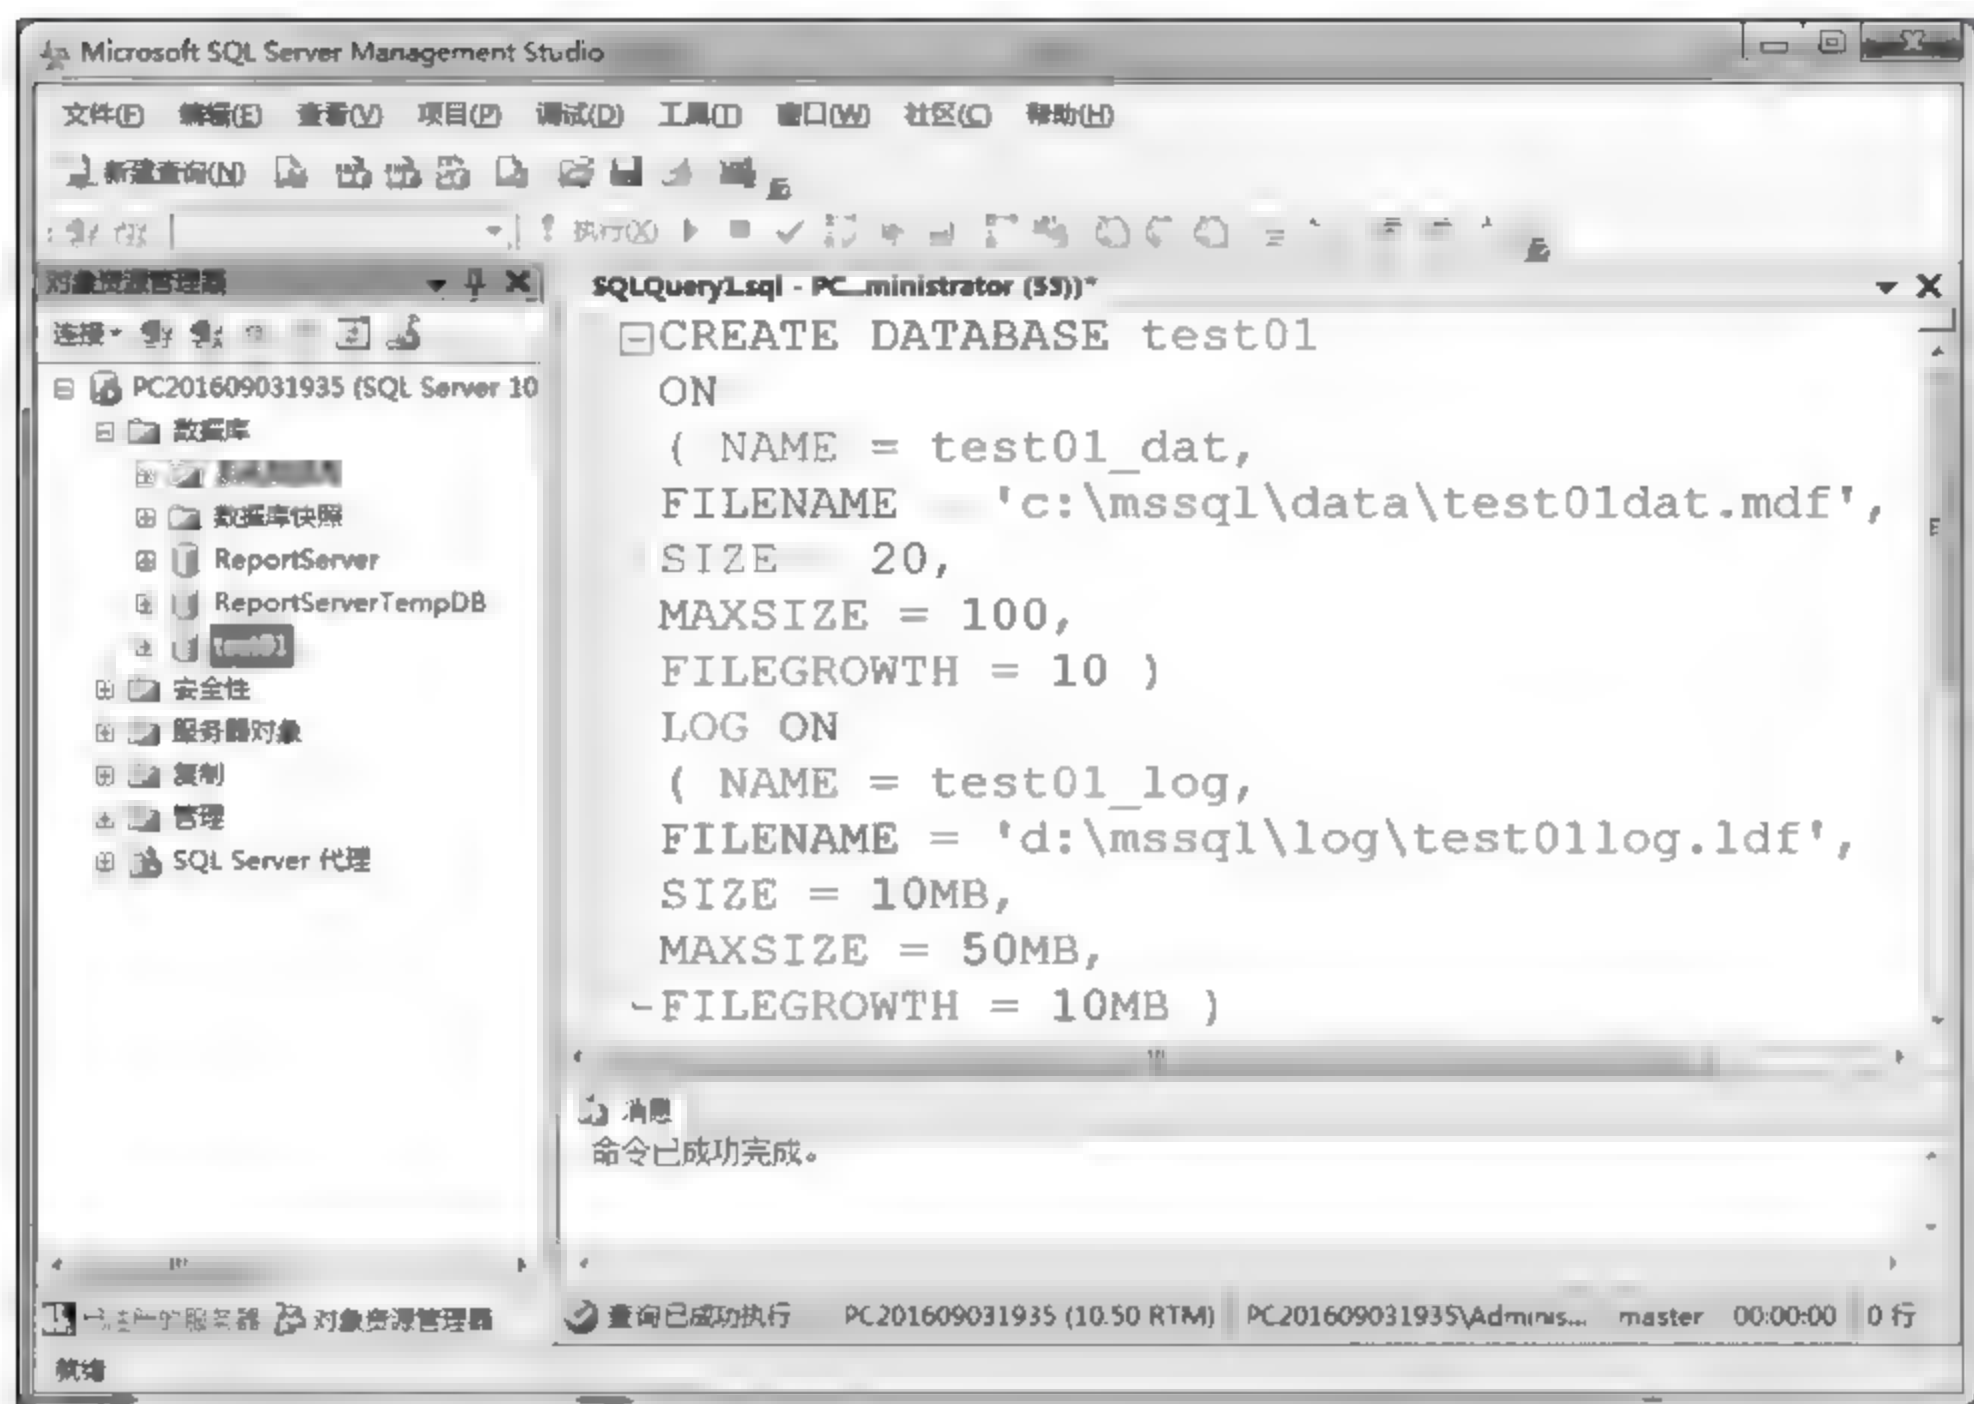 Microsoft SQL Server Management Studio
文件(F) 编辑(E) 查看(V) 项目(P) 调试(D) 工具(T) 窗口(W) 社区(C) 帮助(H)
新建查询(N)
执行(X)
对象资源管理器
SQLQuery1.sql - PC...ministrator (53))*
连接
PC201609031935 (SQL Server 10
数据库
数据库快照
ReportServer
ReportServerTempDB
test01
安全性
服务器对象
复制
管理
SQL Server 代理
CREATE DATABASE test01
ON
( NAME = test01_dat,
FILENAME = 'c:\mssql\data\test01dat.mdf',
SIZE 20,
MAXSIZE = 100,
FILEGROWTH = 10 )
LOG ON
( NAME = test01_log,
FILENAME = 'd:\mssql\log\test01log.ldf',
SIZE = 10MB,
MAXSIZE = 50MB,
FILEGROWTH = 10MB )
消息
命令已成功完成。
对象资源管理器
查询已成功执行 PC201609031935 (10.50 RTM) PC201609031935\Adminis... master 00:00:00 0 行
就绪